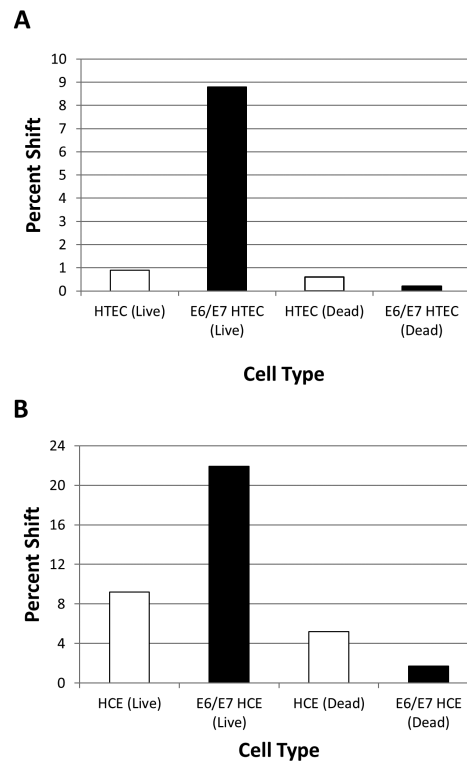 A
Percent Shift
10
9
8
7
6
5
4
3
2
1
0
HTEC (Live)
E6/E7 HTEC
(Live)
HTEC (Dead)
E6/E7 HTEC
(Dead)
Cell Type
B
Percent Shift
24
20
16
12
8
4
0
HCE (Live)
E6/E7 HCE
(Live)
HCE (Dead)
E6/E7 HCE
(Dead)
Cell Type